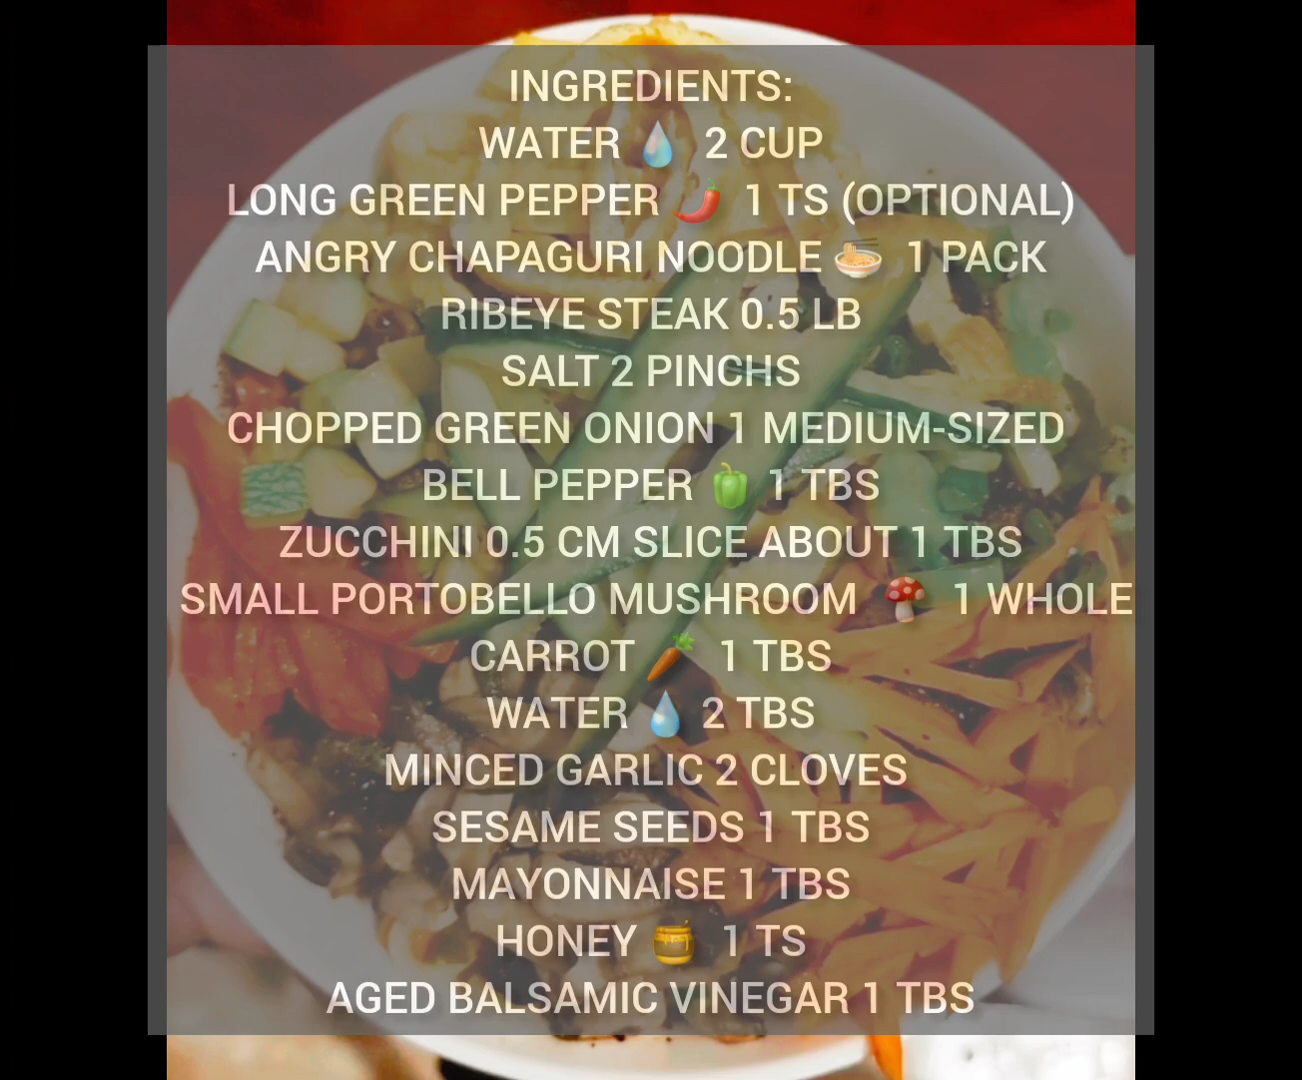 INGREDIENTS:
WATER 💧 2 CUP
LONG GREEN PEPPER 🌶️ 1 TS (OPTIONAL)
ANGRY CHAPAGURI NOODLE 🍜 1 PACK
RIBEYE STEAK 0.5 LB
SALT 2 PINCHS
CHOPPED GREEN ONION 1 MEDIUM-SIZED
BELL PEPPER 🫑 1 TBS
ZUCCHINI 0.5 CM SLICE ABOUT 1 TBS
SMALL PORTOBELLO MUSHROOM 🍄 1 WHOLE
CARROT 🥕 1 TBS
WATER 💧 2 TBS
MINCED GARLIC 2 CLOVES
SESAME SEEDS 1 TBS
MAYONNAISE 1 TBS
HONEY 🍯 1 TS
AGED BALSAMIC VINEGAR 1 TBS